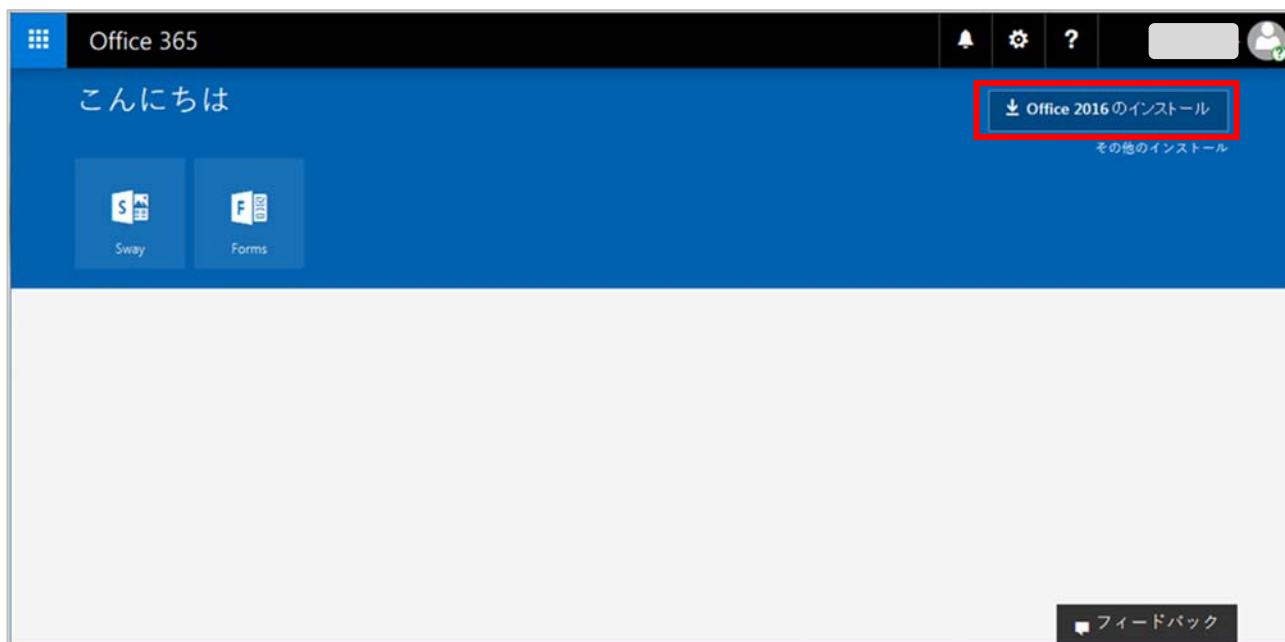 Office 365
?
こんにちは
Office 2016 のインストール
その他のインストール
S
F
Sway
Forms
フィードバック